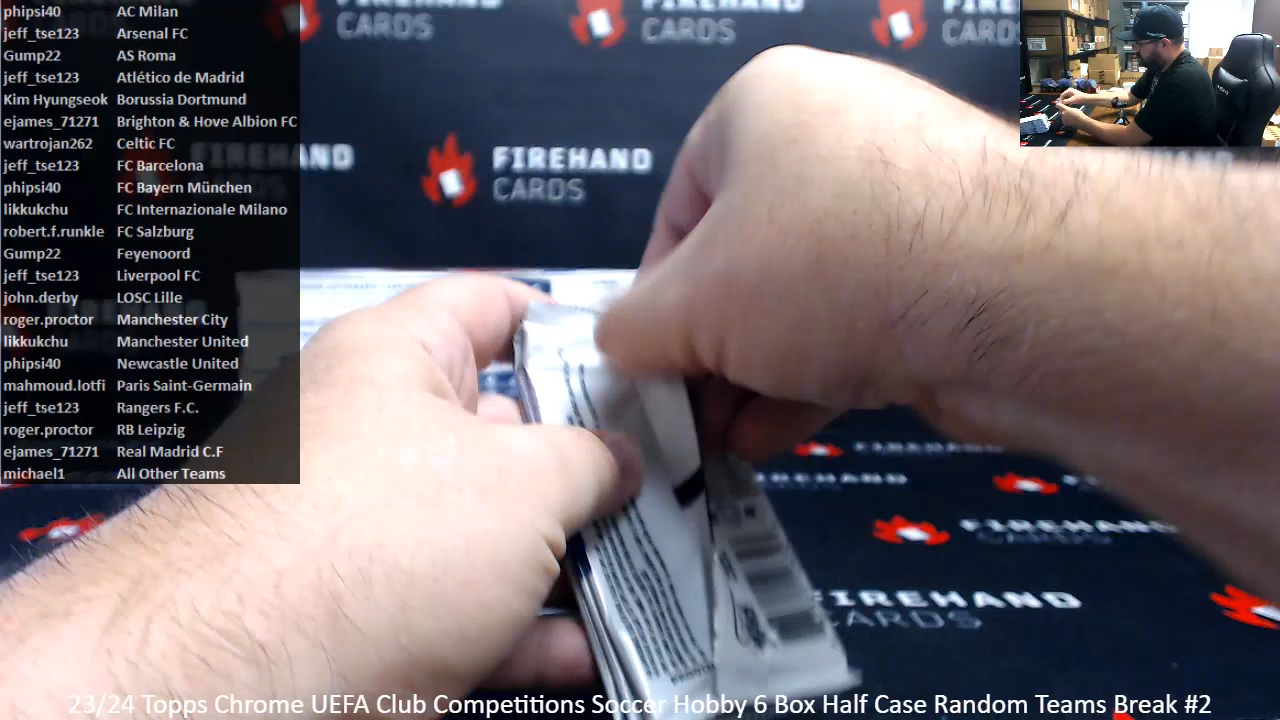 phipsi40 AC Milan
jeff_tse123 Arsenal FC
Gump22 AS Roma
jeff_tse123 Atlético de Madrid
Kim Hyungseok Borussia Dortmund
ejames_71271 Brighton & Hove Albion FC
wartrojan262 Celtic FC
jeff_tse123 FC Barcelona
phipsi40 FC Bayern München
likkukchu FC Internazionale Milano
robert.f.runkle FC Salzburg
Gump22 Feyenoord
jeff_tse123 Liverpool FC
john.derby LOSC Lille
roger.proctor Manchester City
likkukchu Manchester United
phipsi40 Newcastle United
mahmoud.lotfi Paris Saint-Germain
jeff_tse123 Rangers F.C.
roger.proctor RB Leipzig
ejames_71271 Real Madrid C.F
michael1 All Other Teams
CARDS
CARDS
CARDS
FIREHAND
CARDS
FIREHAND
CARDS
23/24 Topps Chrome UEFA Club Competitions Soccer Hobby 6 Box Half Case Random Teams Break #2